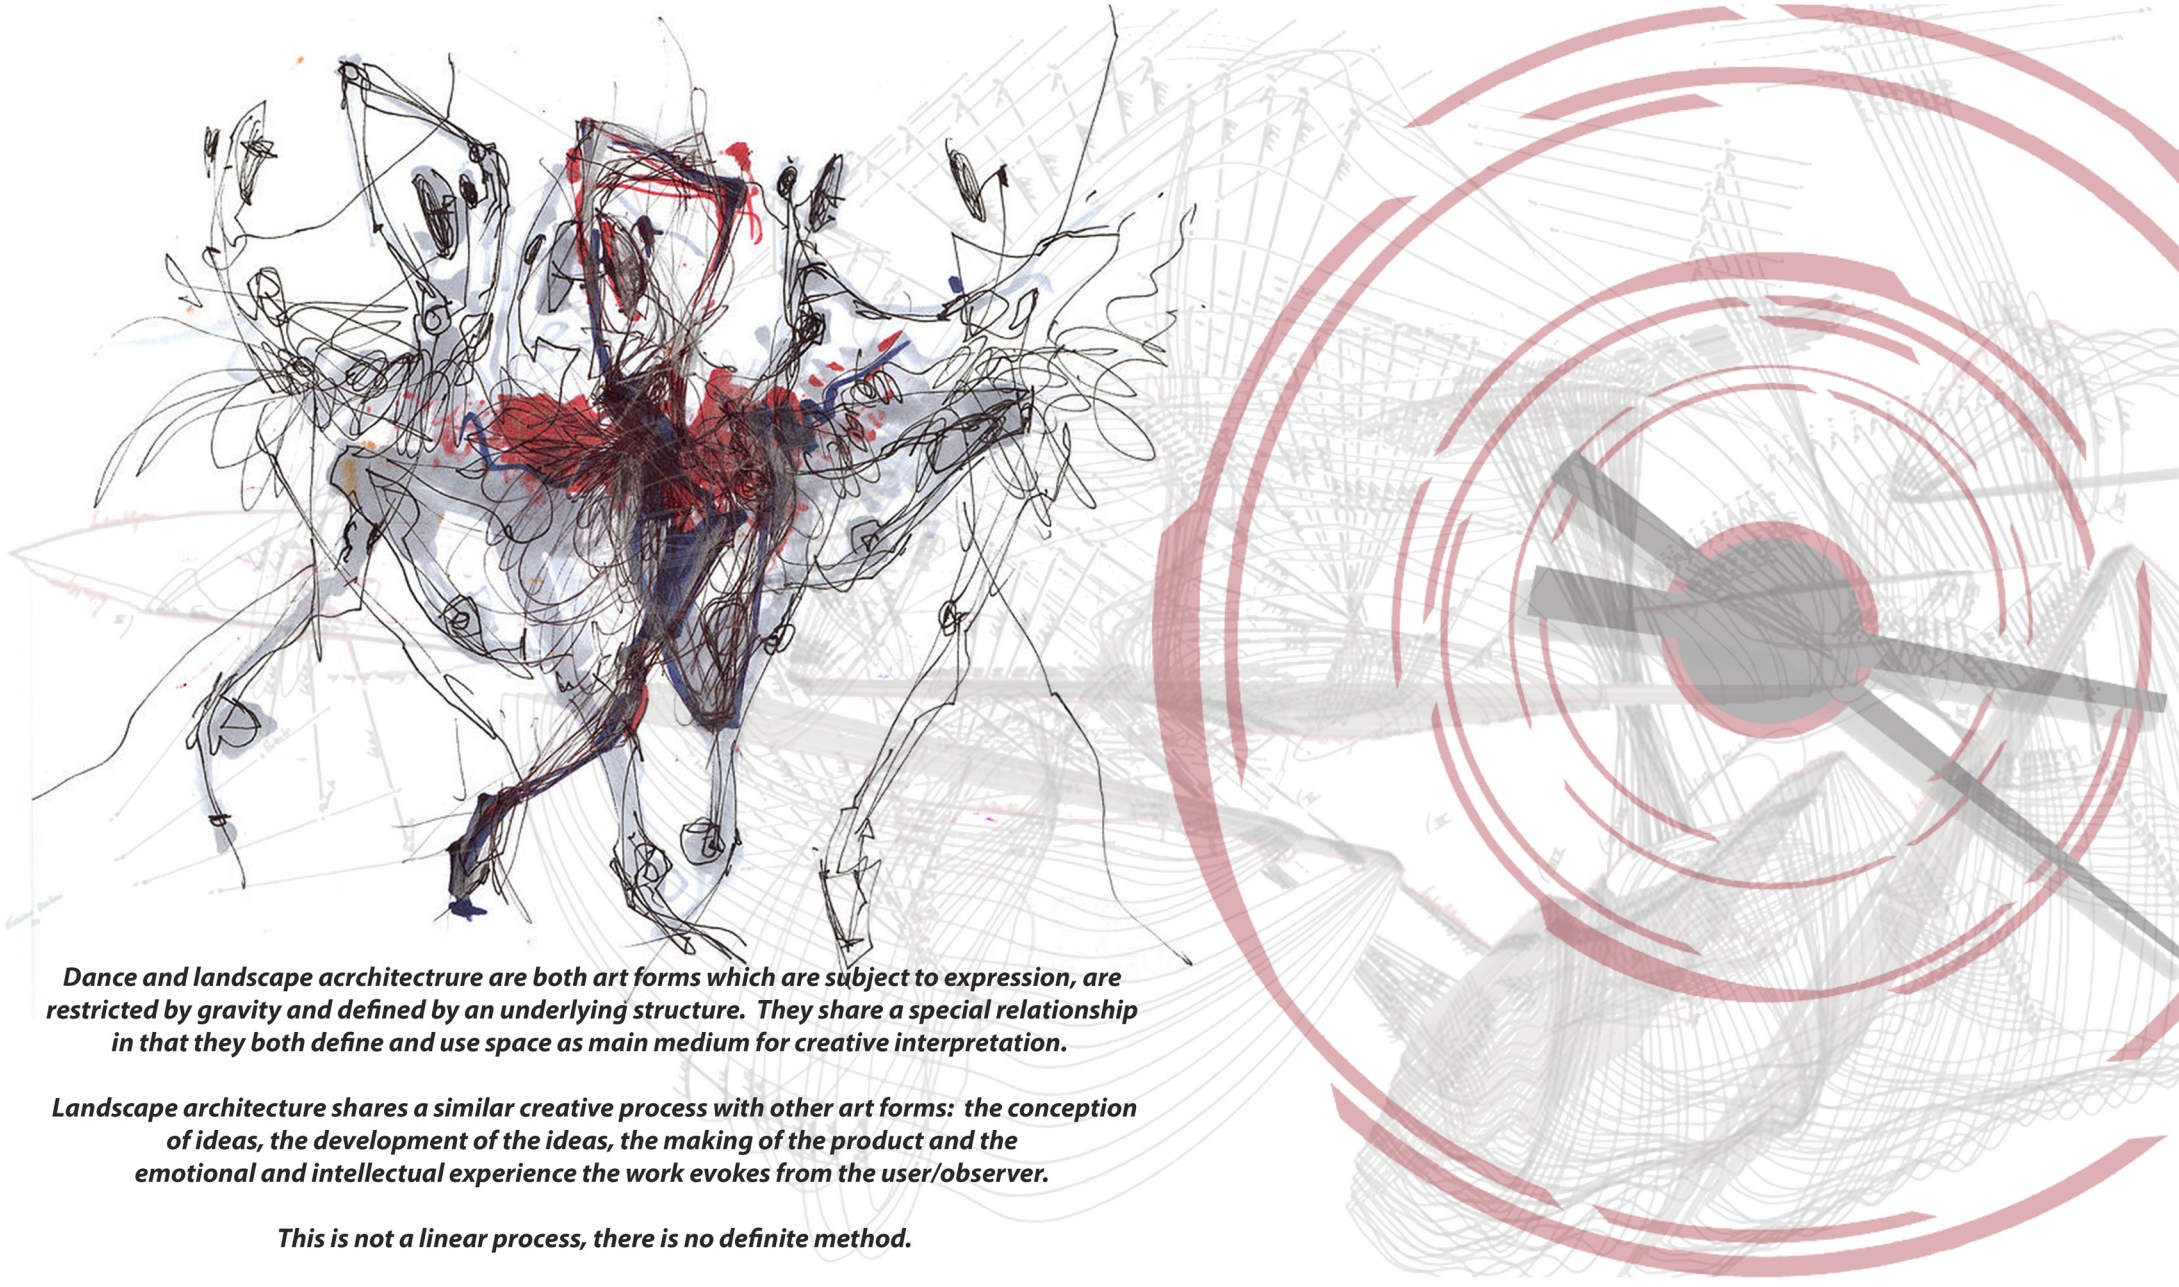 Dance and landscape acrchitectrure are both art forms which are subject to expression, are
restricted by gravity and defined by an underlying structure.  They share a special relationship
in that they both define and use space as main medium for creative interpretation.
Landscape architecture shares a similar creative process with other art forms:  the conception
of ideas, the development of the ideas, the making of the product and the
emotional and intellectual experience the work evokes from the user/observer.
This is not a linear process, there is no definite method.